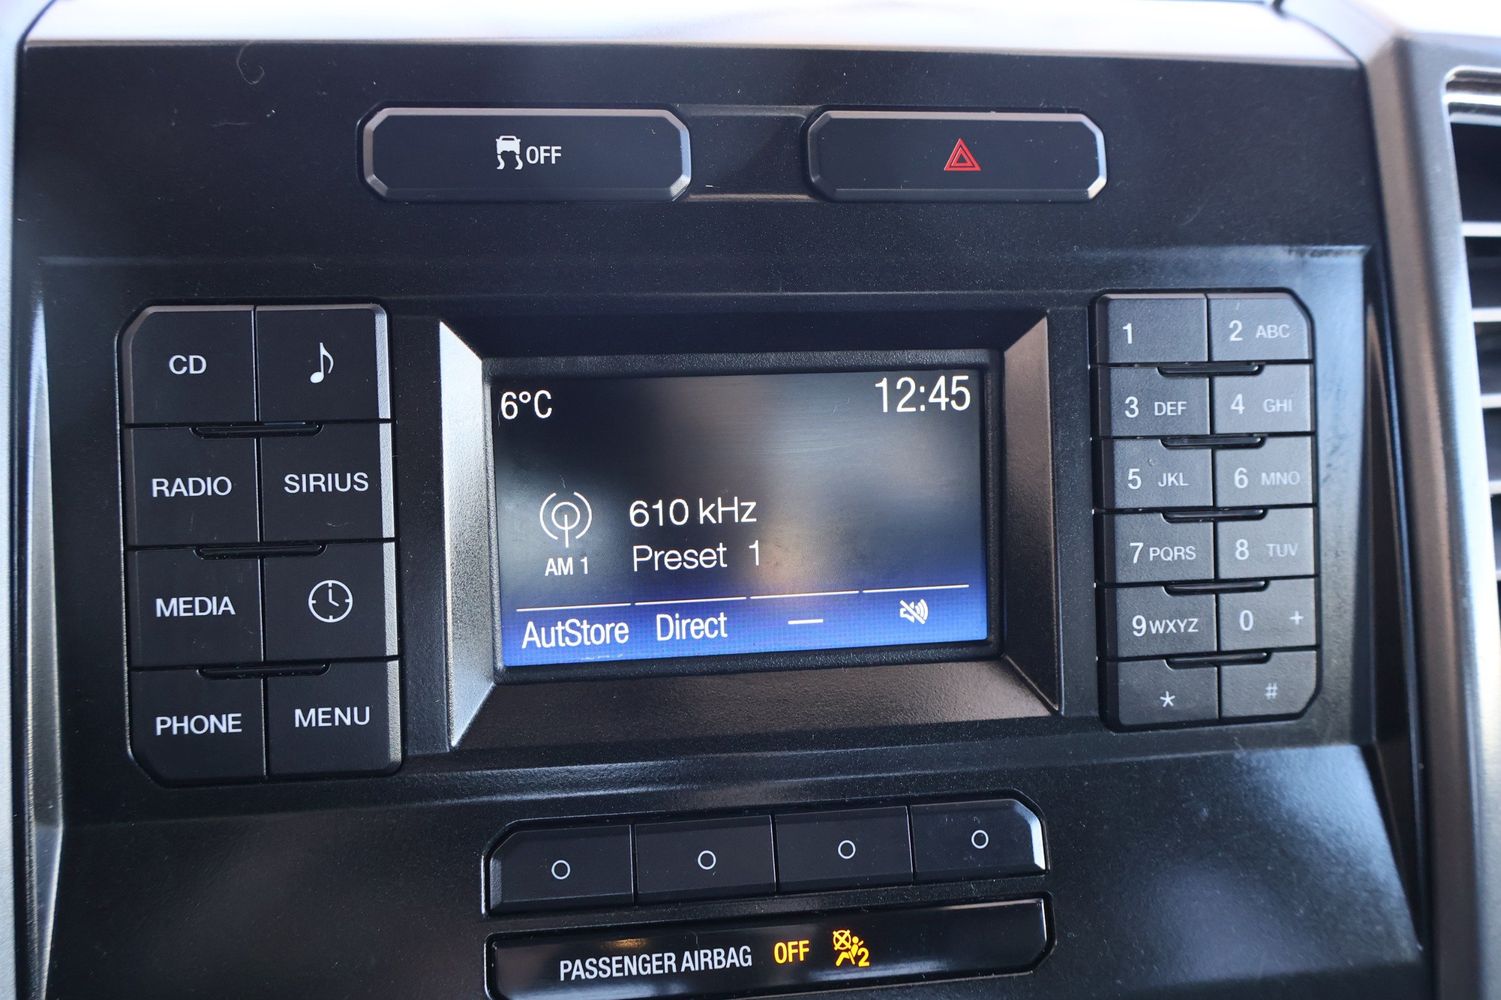 OFF
6°C 12:45
610 kHz
AM 1 Preset 1
AutStore Direct —
CD
RADIO SIRIUS
MEDIA
PHONE MENU
1 2 ABC
3 DEF 4 GHI
5 JKL 6 MNO
7 PQRS 8 TUV
9 WXYZ 0 +
* #
PASSENGER AIRBAG OFF 2